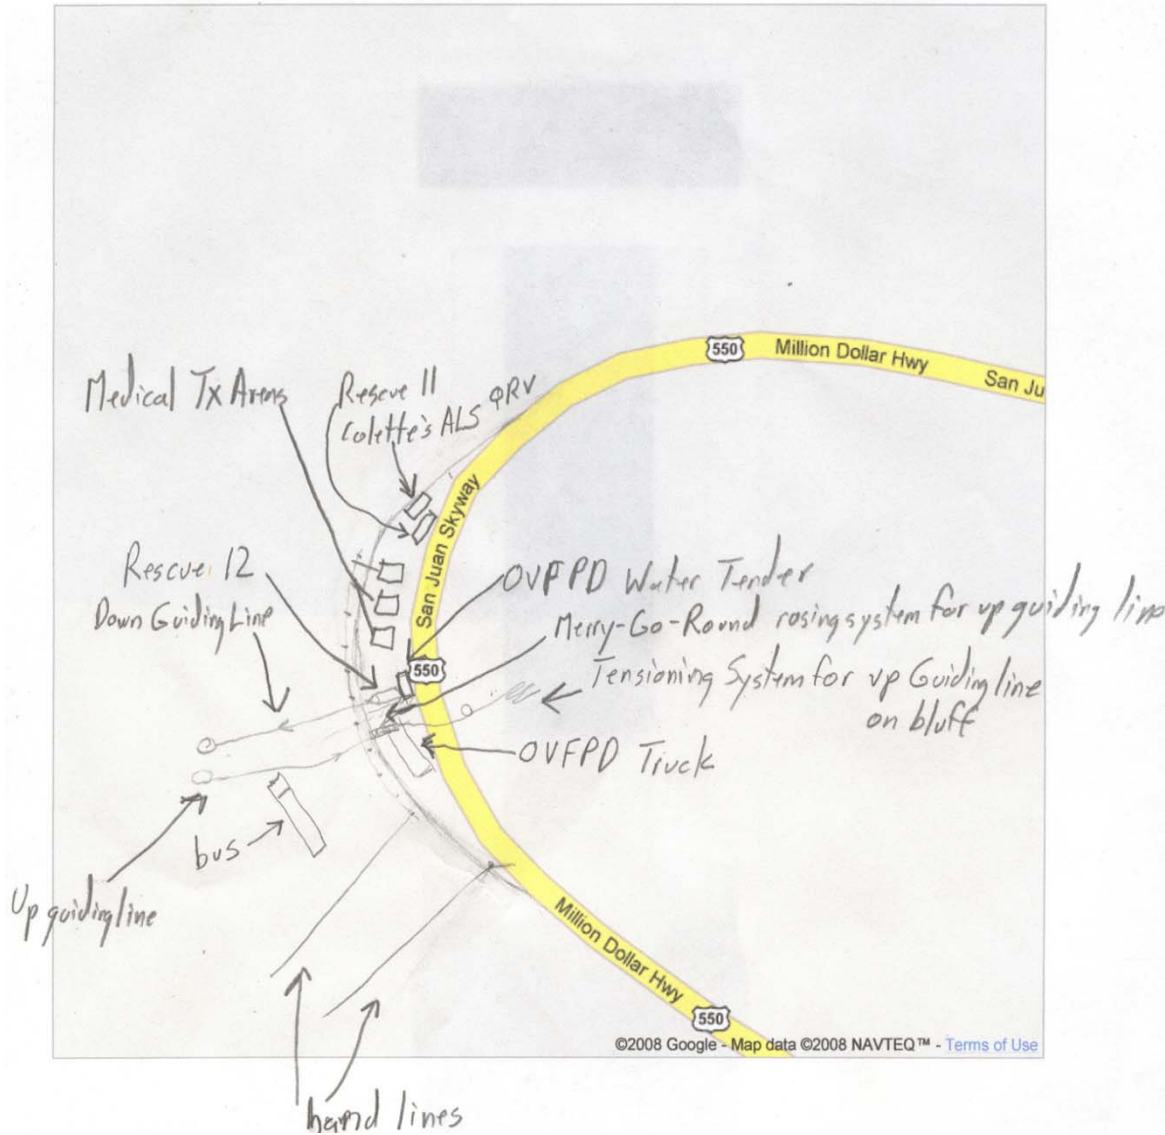 550
Million Dollar Hwy
San Ju
Medical Tx Areas
Rescue 11
Colette's ALS QRV
San Juan Skyway
Rescue 12
OVFPD Water Tender
Down Guiding Line
Merry-Go-Round rasing system for up guiding line
550
Tensioning System for up Guiding line
on bluff
OVFPD Truck
bus
Up guiding line
Million Dollar Hwy
550
©2008 Google - Map data ©2008 NAVTEQ™ - Terms of Use
hand lines